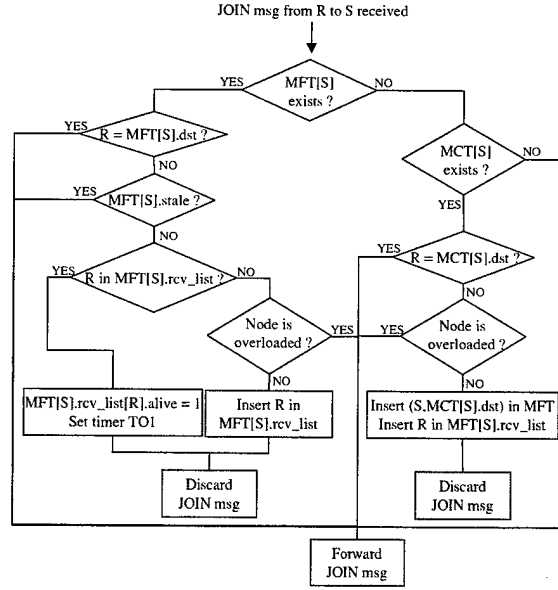 JOIN msg from R to S received
MFT[S]
exists ?
YES
NO
YES
R = MFT[S].dst ?
NO
MCT[S]
exists ?
NO
YES
YES
MFT[S].stale ?
NO
YES
R = MCT[S].dst ?
NO
YES
R in MFT[S].rcv_list ?
NO
Node is
overloaded ?
YES
NO
YES
Node is
overloaded ?
NO
MFT[S].rcv_list[R].alive = 1
Set timer TO1
Insert R in
MFT[S].rcv_list
Insert (S,MCT[S].dst) in MFT
Insert R in MFT[S].rcv_list
Discard
JOIN msg
Discard
JOIN msg
Forward
JOIN msg